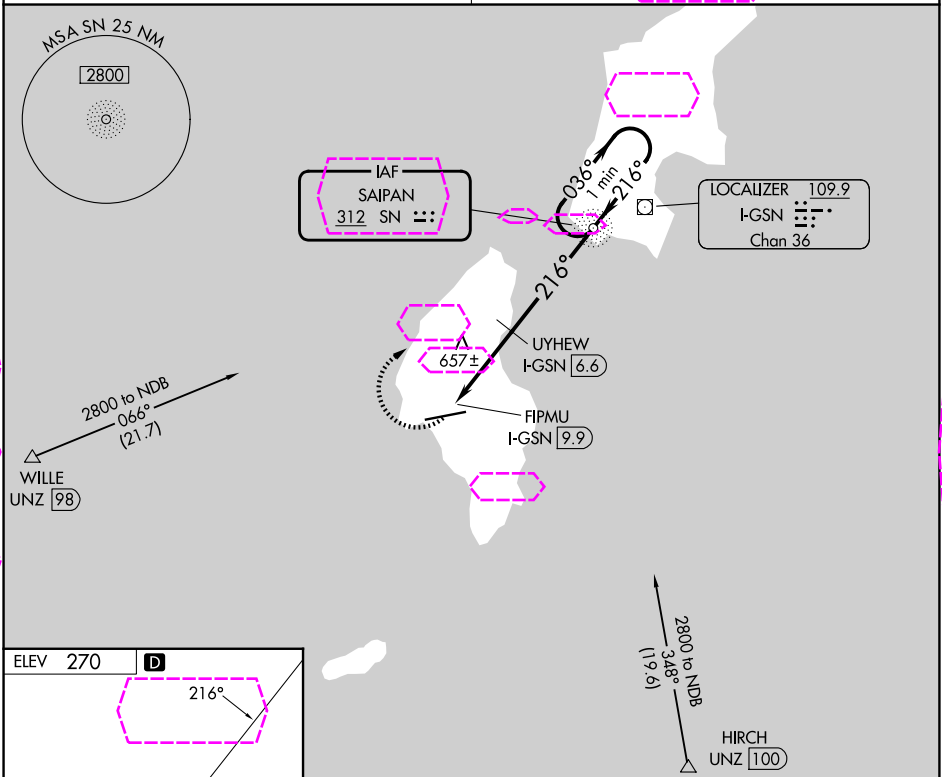 MSA SN 25 NM
2800
IAF
SAIPAN
312 SN
036°
1 min
216°
LOCALIZER 109.9
I-GSN
Chan 36
216°
UYHEW
I-GSN 6.6
657±
FIPMU
I-GSN 9.9
2800 to NDB
066°
(21.7)
WILLE
UNZ 98
2800 to NDB
348°
(19.6)
HIRCH
UNZ 100
ELEV 270 D
216°